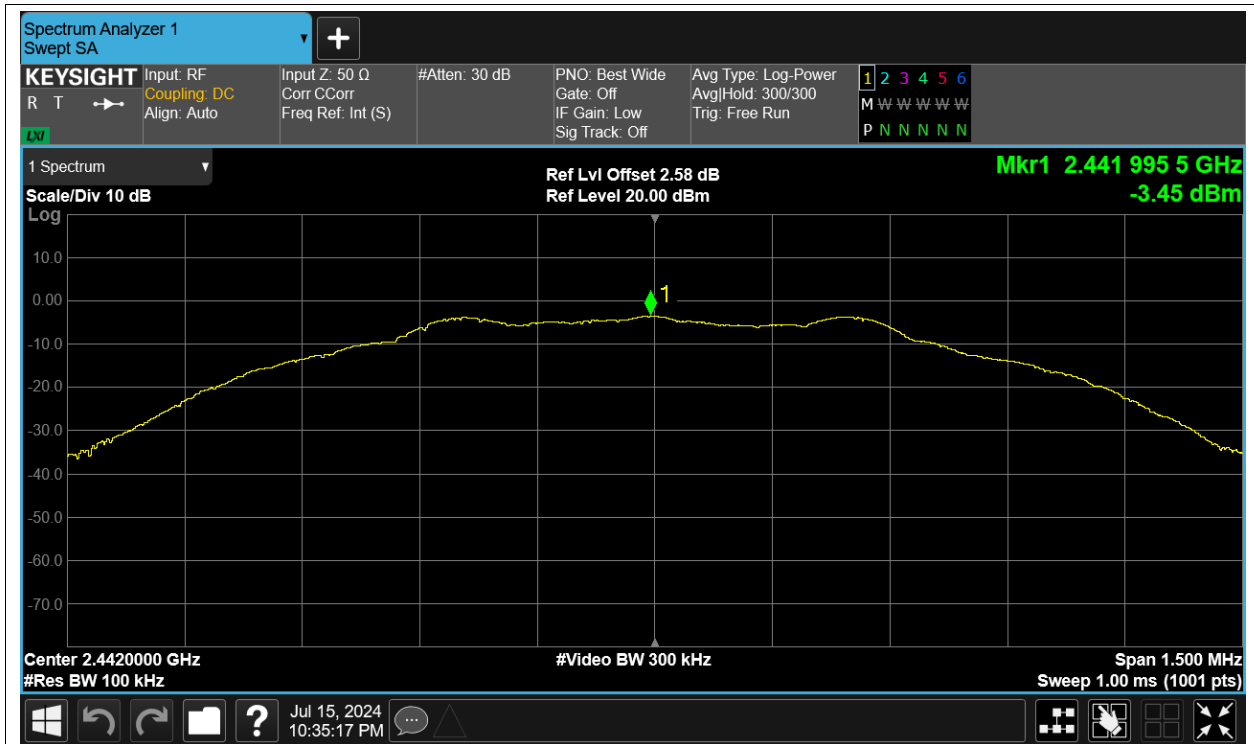 Spectrum Analyzer 1
Swept SA
+
KEYSIGHT
R T
LXI
Input: RF
Coupling: DC
Align: Auto
Input Z: 50 Ω
Corr CCorr
Freq Ref: Int (S)
#Atten: 30 dB
PNO: Best Wide
Gate: Off
IF Gain: Low
Sig Track: Off
Avg Type: Log-Power
Avg|Hold: 300/300
Trig: Free Run
1 2 3 4 5 6
M W W W W W
P N N N N N
1 Spectrum
Scale/Div 10 dB
Ref Lvl Offset 2.58 dB
Ref Level 20.00 dBm
Mkr1 2.441 995 5 GHz
-3.45 dBm
Log
10.0
0.00
-10.0
-20.0
-30.0
-40.0
-50.0
-60.0
-70.0
1
Center 2.4420000 GHz
#Res BW 100 kHz
#Video BW 300 kHz
Span 1.500 MHz
Sweep 1.00 ms (1001 pts)
?
Jul 15, 2024
10:35:17 PM